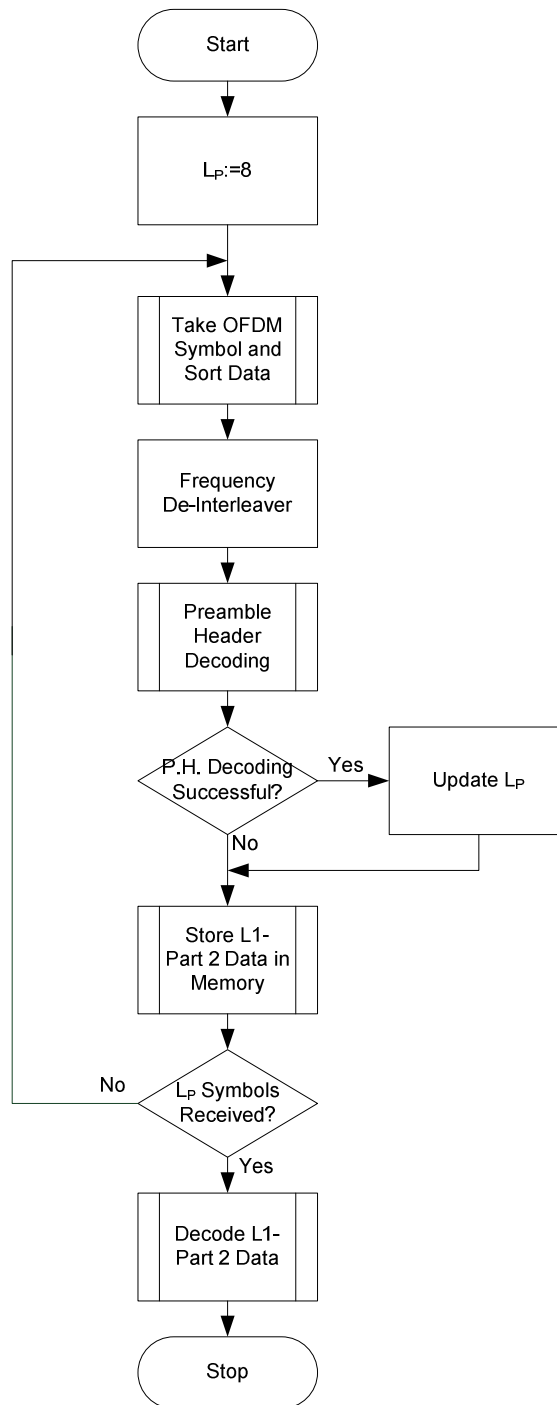 Start
LP:=8
Take OFDM
Symbol and
Sort Data
Frequency
De-Interleaver
Preamble
Header
Decoding
P.H. Decoding
Successful?
Yes
Update LP
No
Store L1-
Part 2 Data in
Memory
No
LP Symbols
Received?
Yes
Decode L1-
Part 2 Data
Stop